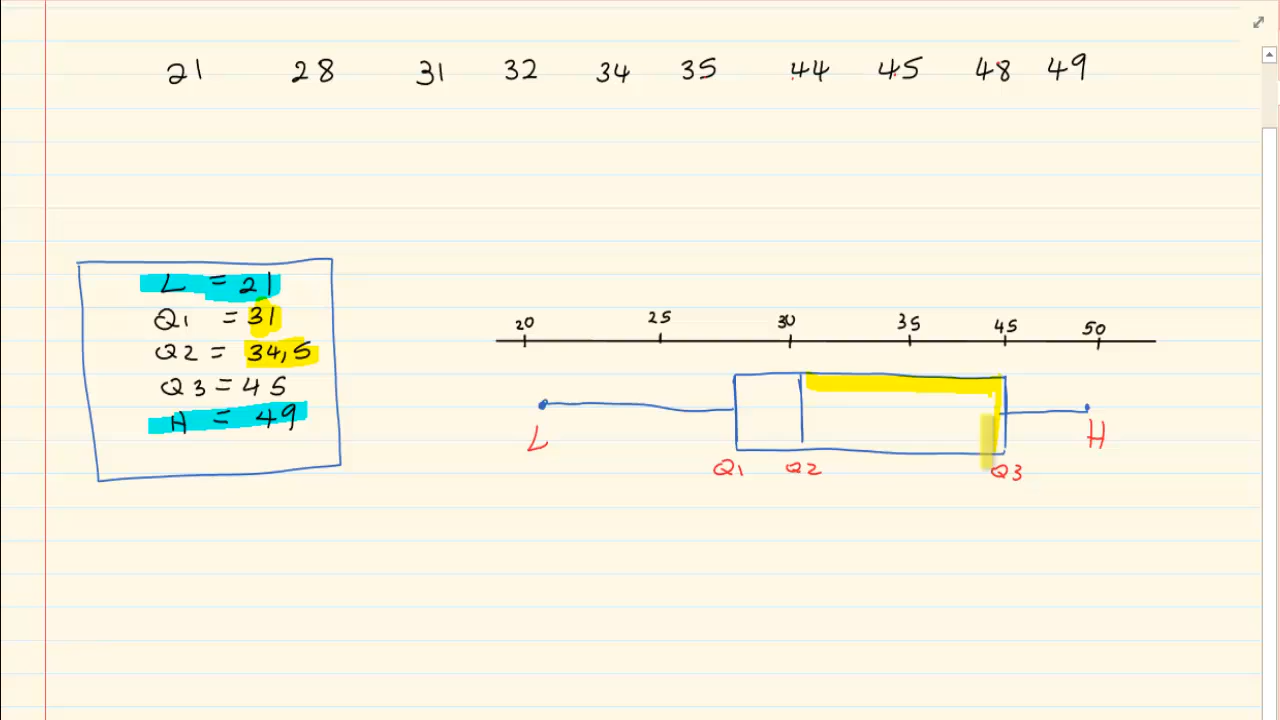 21 28 31 32 34 35 44 45 48 49
L = 21
Q1 = 31
Q2 = 34,5
Q3 = 45
H = 49
20 25 30 35 45 50
L H
Q1 Q2 Q3